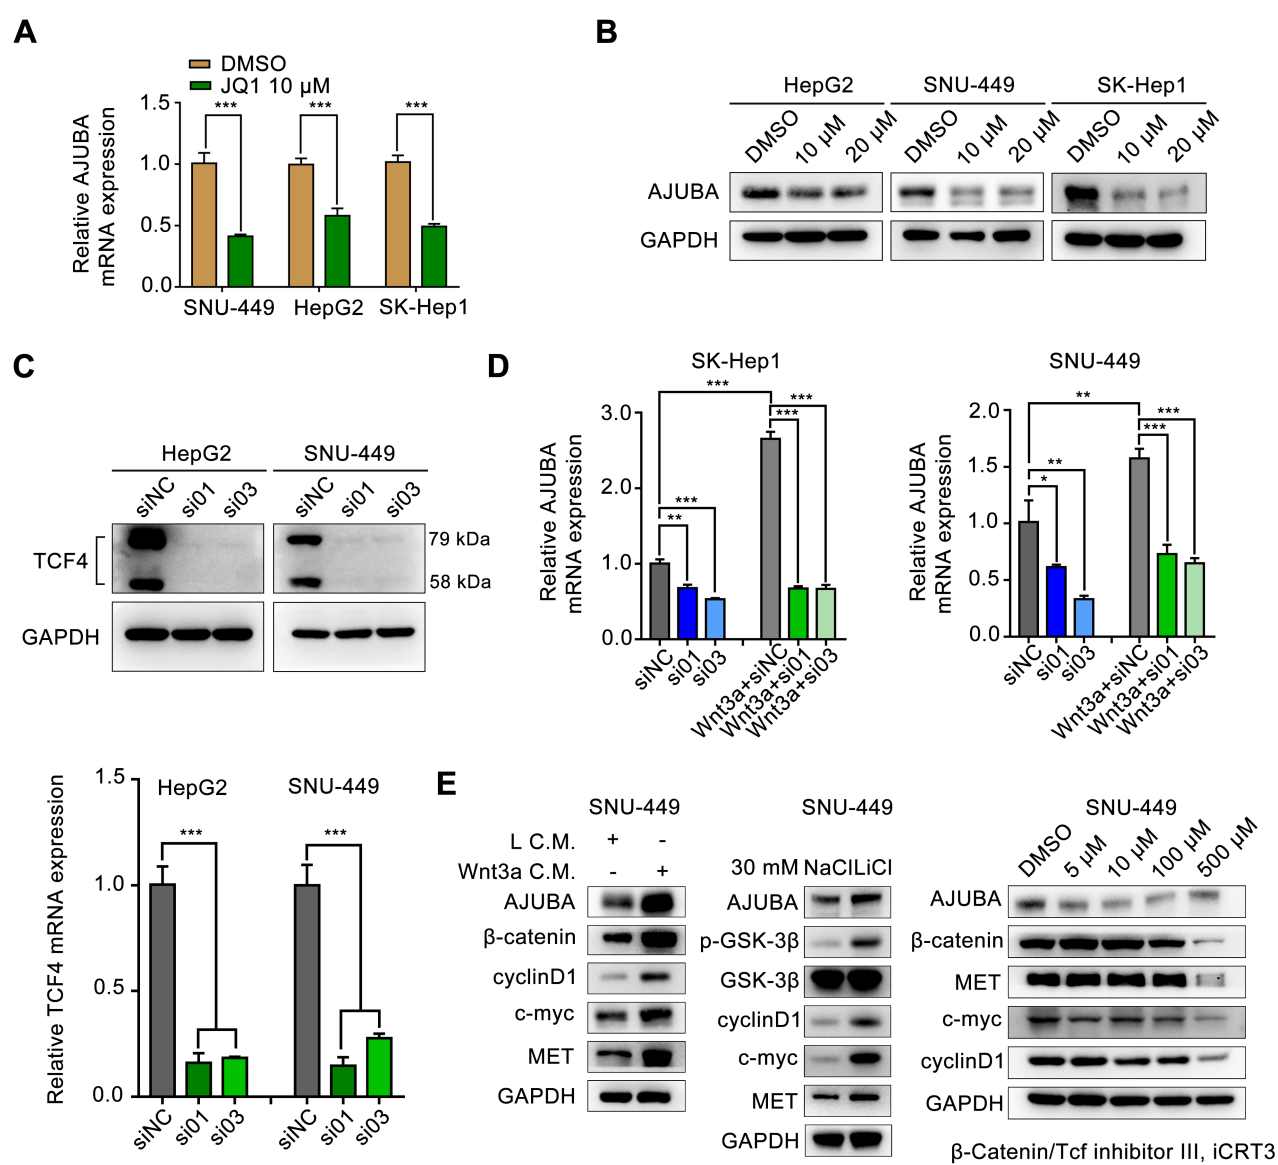 A
DMSO
JQ1 10 μM
Relative AJUBA
mRNA expression
1.5
1.0
0.5
0.0
*** *** ***
SNU-449 HepG2 SK-Hep1
B
HepG2 SNU-449 SK-Hep1
DMSO 10 μM 20 μM DMSO 10 μM 20 μM DMSO 10 μM 20 μM
AJUBA
GAPDH
C
HepG2 SNU-449
siNC si01 si03 siNC si01 si03
TCF4
79 kDa
58 kDa
GAPDH
Relative TCF4 mRNA expression
1.5
1.0
0.5
0.0
HepG2 SNU-449
*** ***
siNC si01 si03 siNC si01 si03
D
SK-Hep1
Relative AJUBA
mRNA expression
3.0
2.0
1.0
0.0
***
***
***
***
**
siNC si01 si03 Wnt3a+siNC Wnt3a+si01 Wnt3a+si03
SNU-449
Relative AJUBA
mRNA expression
2.0
1.5
1.0
0.5
0.0
**
***
***
**
*
siNC si01 si03 Wnt3a+siNC Wnt3a+si01 Wnt3a+si03
E
SNU-449
L C.M. + -
Wnt3a C.M. - +
AJUBA
β-catenin
cyclinD1
c-myc
MET
GAPDH
SNU-449
30 mM NaCl LiCl
AJUBA
p-GSK-3β
GSK-3β
cyclinD1
c-myc
MET
GAPDH
SNU-449
DMSO 5 μM 10 μM 100 μM 500 μM
AJUBA
β-catenin
MET
c-myc
cyclinD1
GAPDH
β-Catenin/Tcf inhibitor III, iCRT3